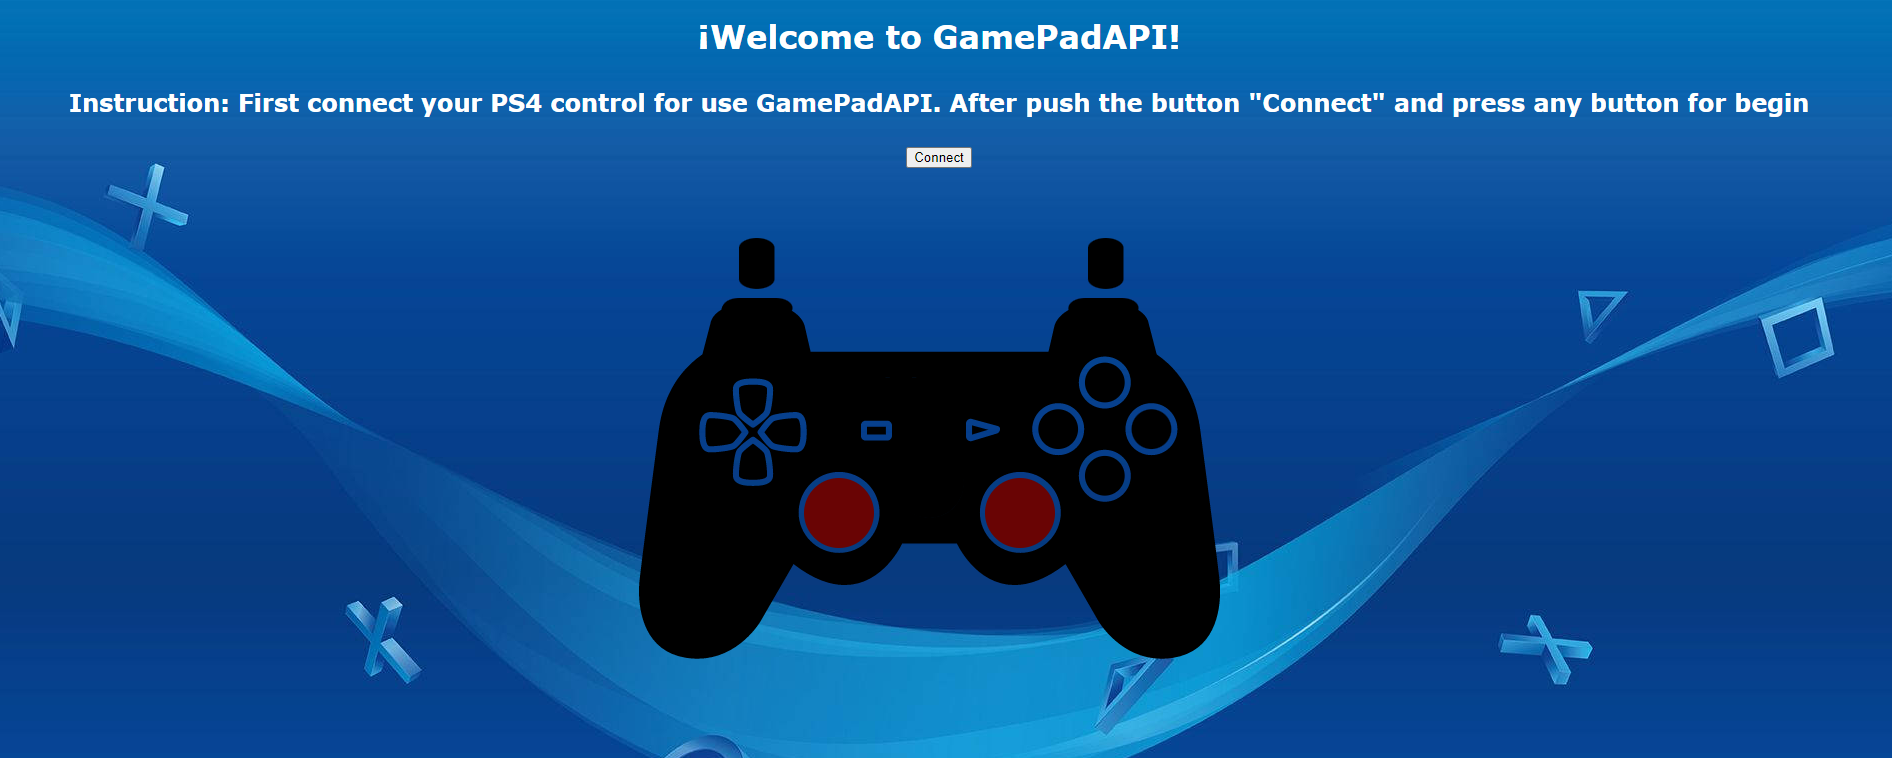 ¡Welcome to GamePadAPI!
Instruction: First connect your PS4 control for use GamePadAPI. After push the button "Connect" and press any button for begin
Connect